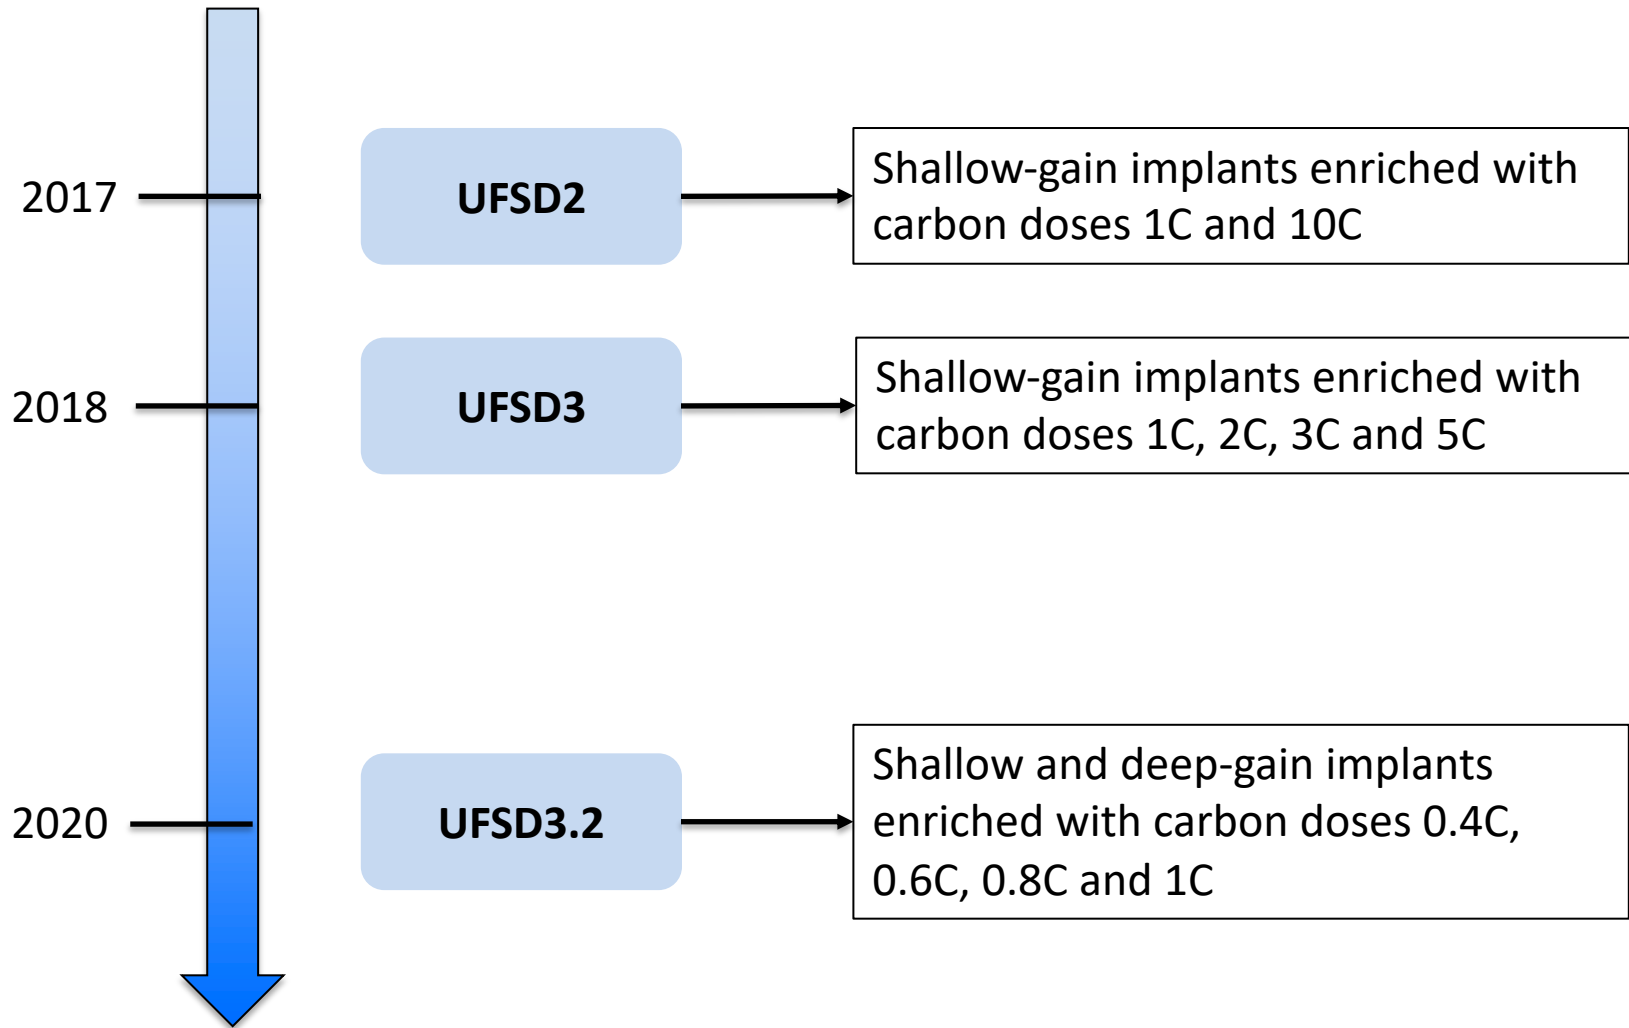 2017
UFSD2
Shallow-gain implants enriched with
carbon doses 1C and 10C
2018
UFSD3
Shallow-gain implants enriched with
carbon doses 1C, 2C, 3C and 5C
2020
UFSD3.2
Shallow and deep-gain implants
enriched with carbon doses 0.4C,
0.6C, 0.8C and 1C